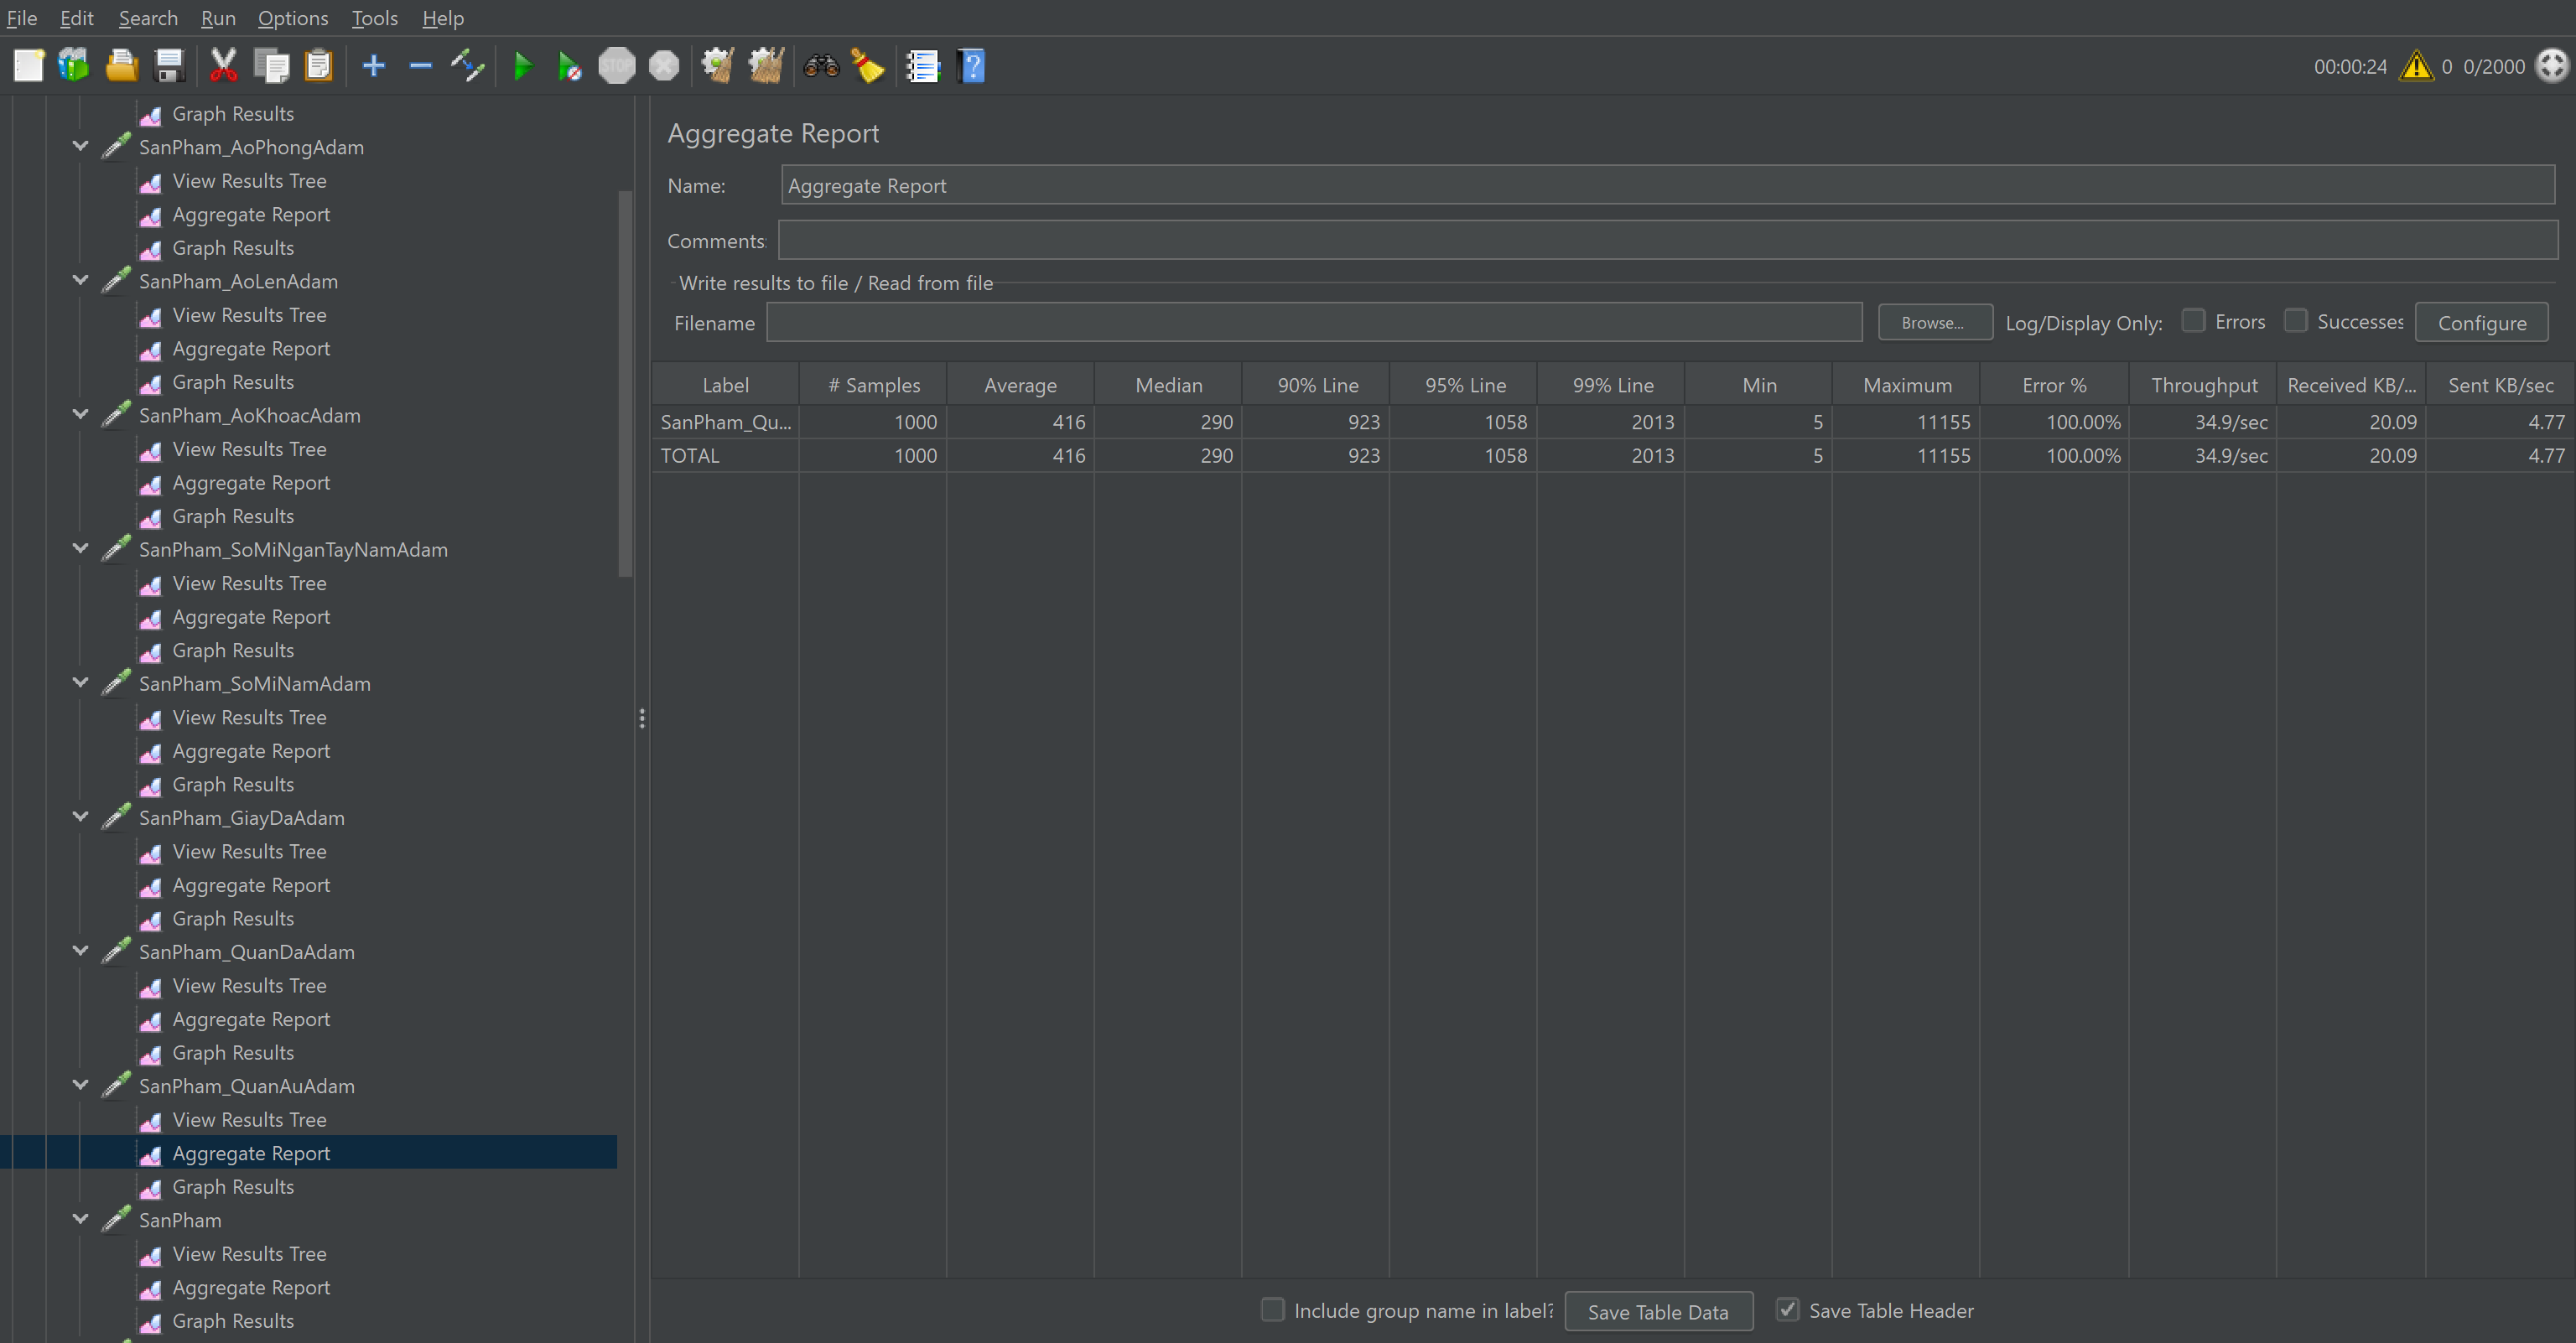 File Edit Search Run Options Tools Help
STOP
00:00:24 0 0/2000
Graph Results
SanPham_AoPhongAdam
View Results Tree
Aggregate Report
Graph Results
SanPham_AoLenAdam
View Results Tree
Aggregate Report
Graph Results
SanPham_AoKhoacAdam
View Results Tree
Aggregate Report
Graph Results
SanPham_SoMiNganTayNamAdam
View Results Tree
Aggregate Report
Graph Results
SanPham_SoMiNamAdam
View Results Tree
Aggregate Report
Graph Results
SanPham_GiayDaAdam
View Results Tree
Aggregate Report
Graph Results
SanPham_QuanDaAdam
View Results Tree
Aggregate Report
Graph Results
SanPham_QuanAuAdam
View Results Tree
Aggregate Report
Graph Results
SanPham
View Results Tree
Aggregate Report
Graph Results
Aggregate Report
Name: Aggregate Report
Comments:
Write results to file / Read from file
Filename Browse... Log/Display Only: Errors Successes Configure
Label # Samples Average Median 90% Line 95% Line 99% Line Min Maximum Error % Throughput Received KB/... Sent KB/sec
SanPham_Qu... 1000 416 290 923 1058 2013 5 11155 100.00% 34.9/sec 20.09 4.77
TOTAL 1000 416 290 923 1058 2013 5 11155 100.00% 34.9/sec 20.09 4.77
Include group name in label? Save Table Data Save Table Header